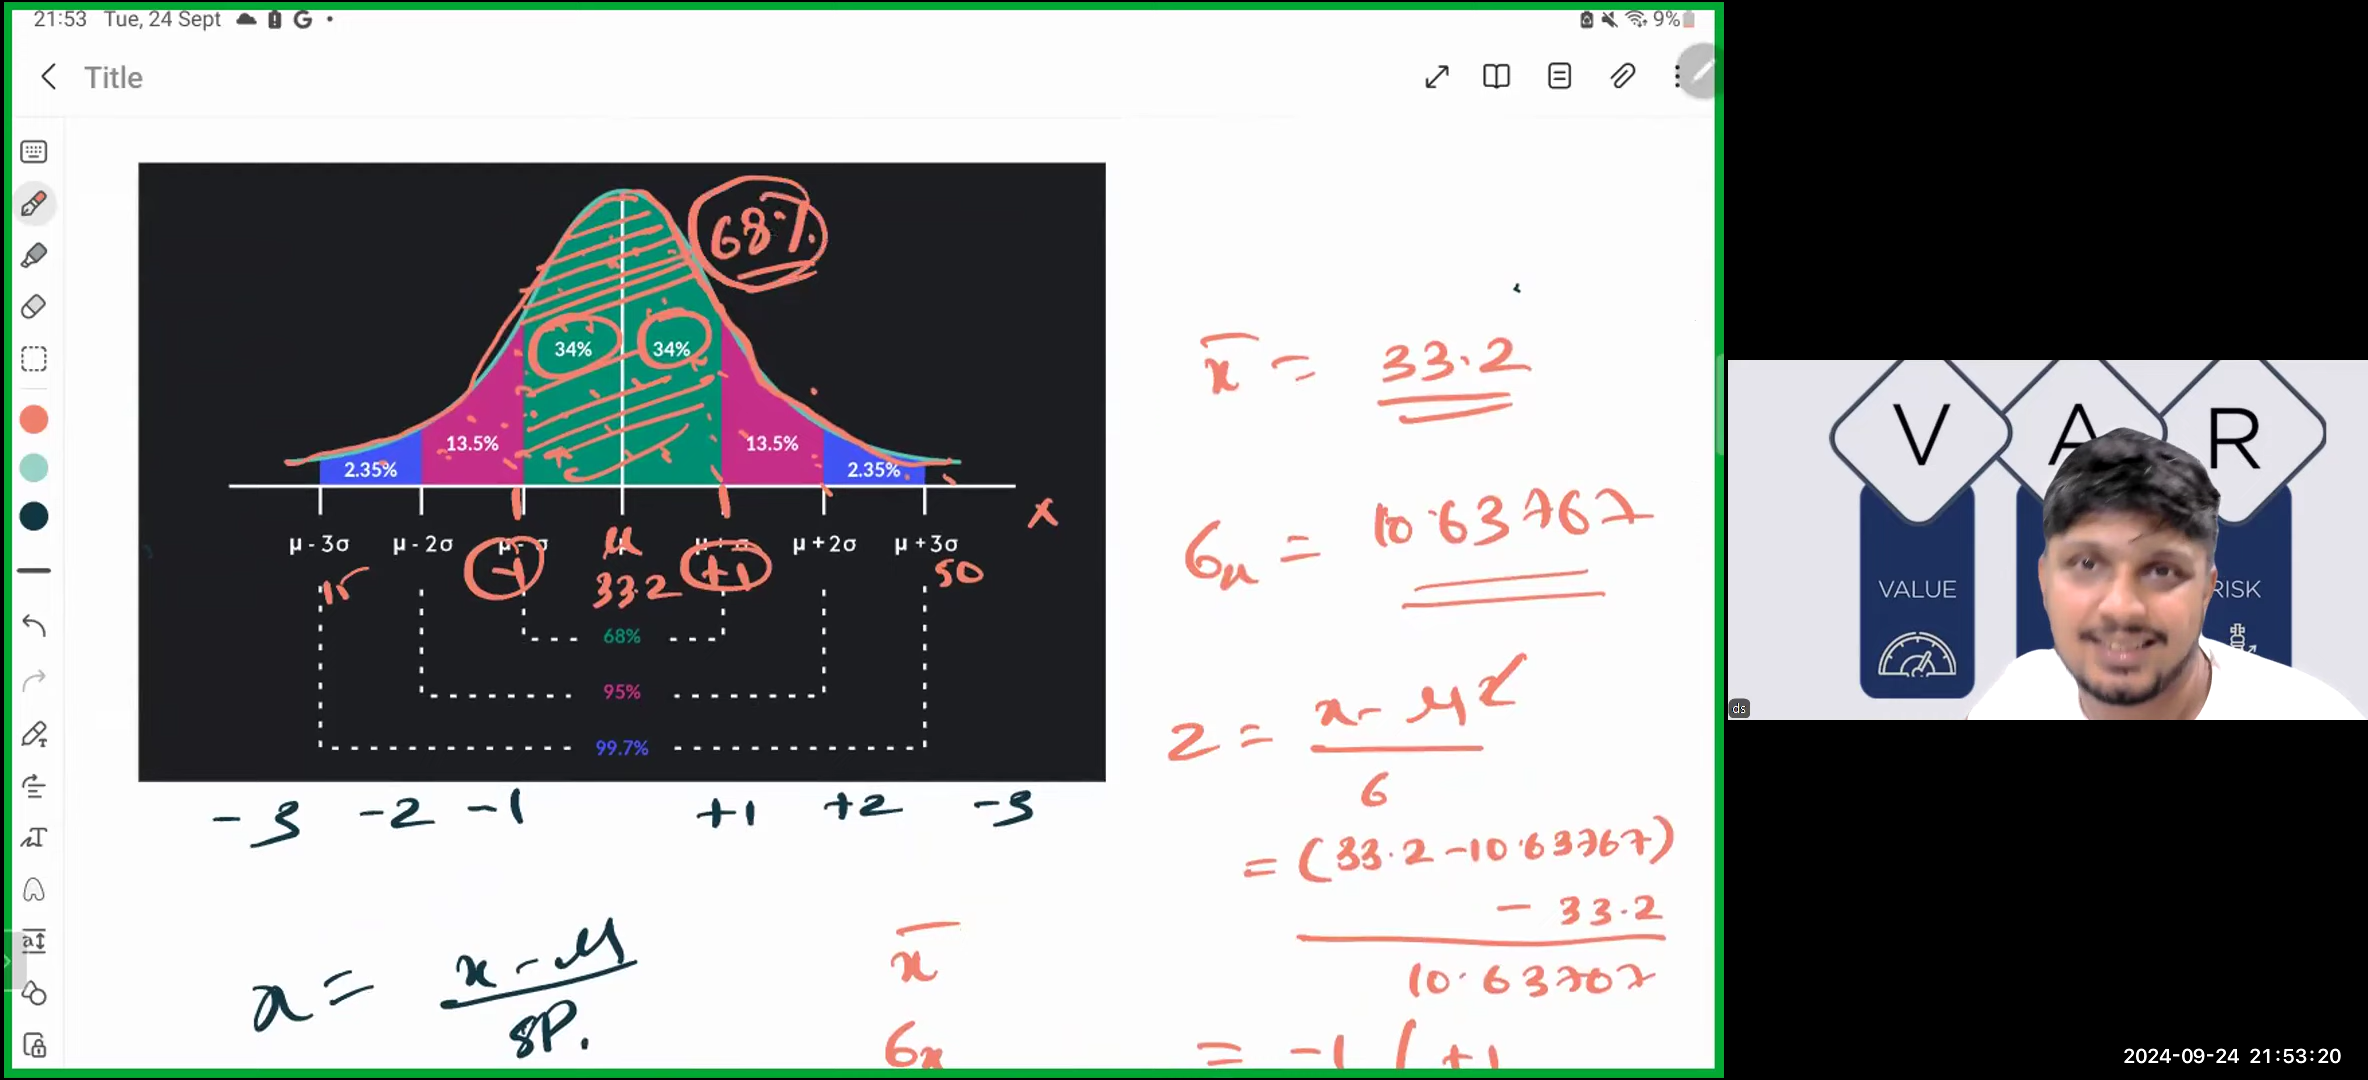 21:53 Tue, 24 Sept G • 9%
Title
68%
34% 34%
13.5% 13.5%
2.35% 2.35%
x
μ - 3σ μ - 2σ μ μ + 2σ μ + 3σ
15 -1 33.2 +1 50
68%
95%
99.7%
-3 -2 -1 +1 +2 -3
x̄ = 33.2
σx = 10.63767
z = x - μ
σ
= (33.2 - 10.63767)
- 33.2
10.63767
= -1 / +1
x - μ
x̄
σx
V A R
VALUE RISK
ds
2024-09-24 21:53:20